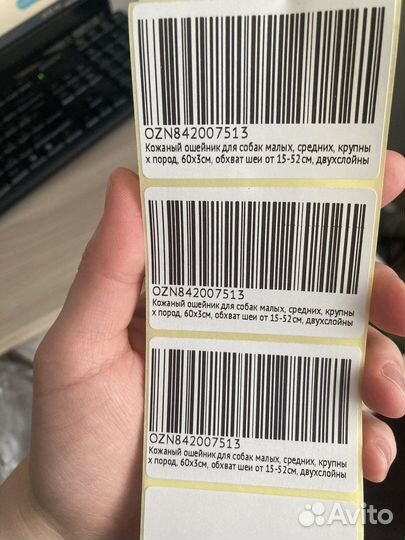 OZN842007513
Кожаный ошейник для собак малых, средних, крупны
х пород, 60х3см, обхват шеи от 15-52см, двухслойны
OZN842007513
Кожаный ошейник для собак малых, средних, крупны
х пород, 60х3см, обхват шеи от 15-52см, двухслойны
OZN842007513
Кожаный ошейник для собак малых, средних, крупны
х пород, 60х3см, обхват шеи от 15-52см, двухслойны
Avito